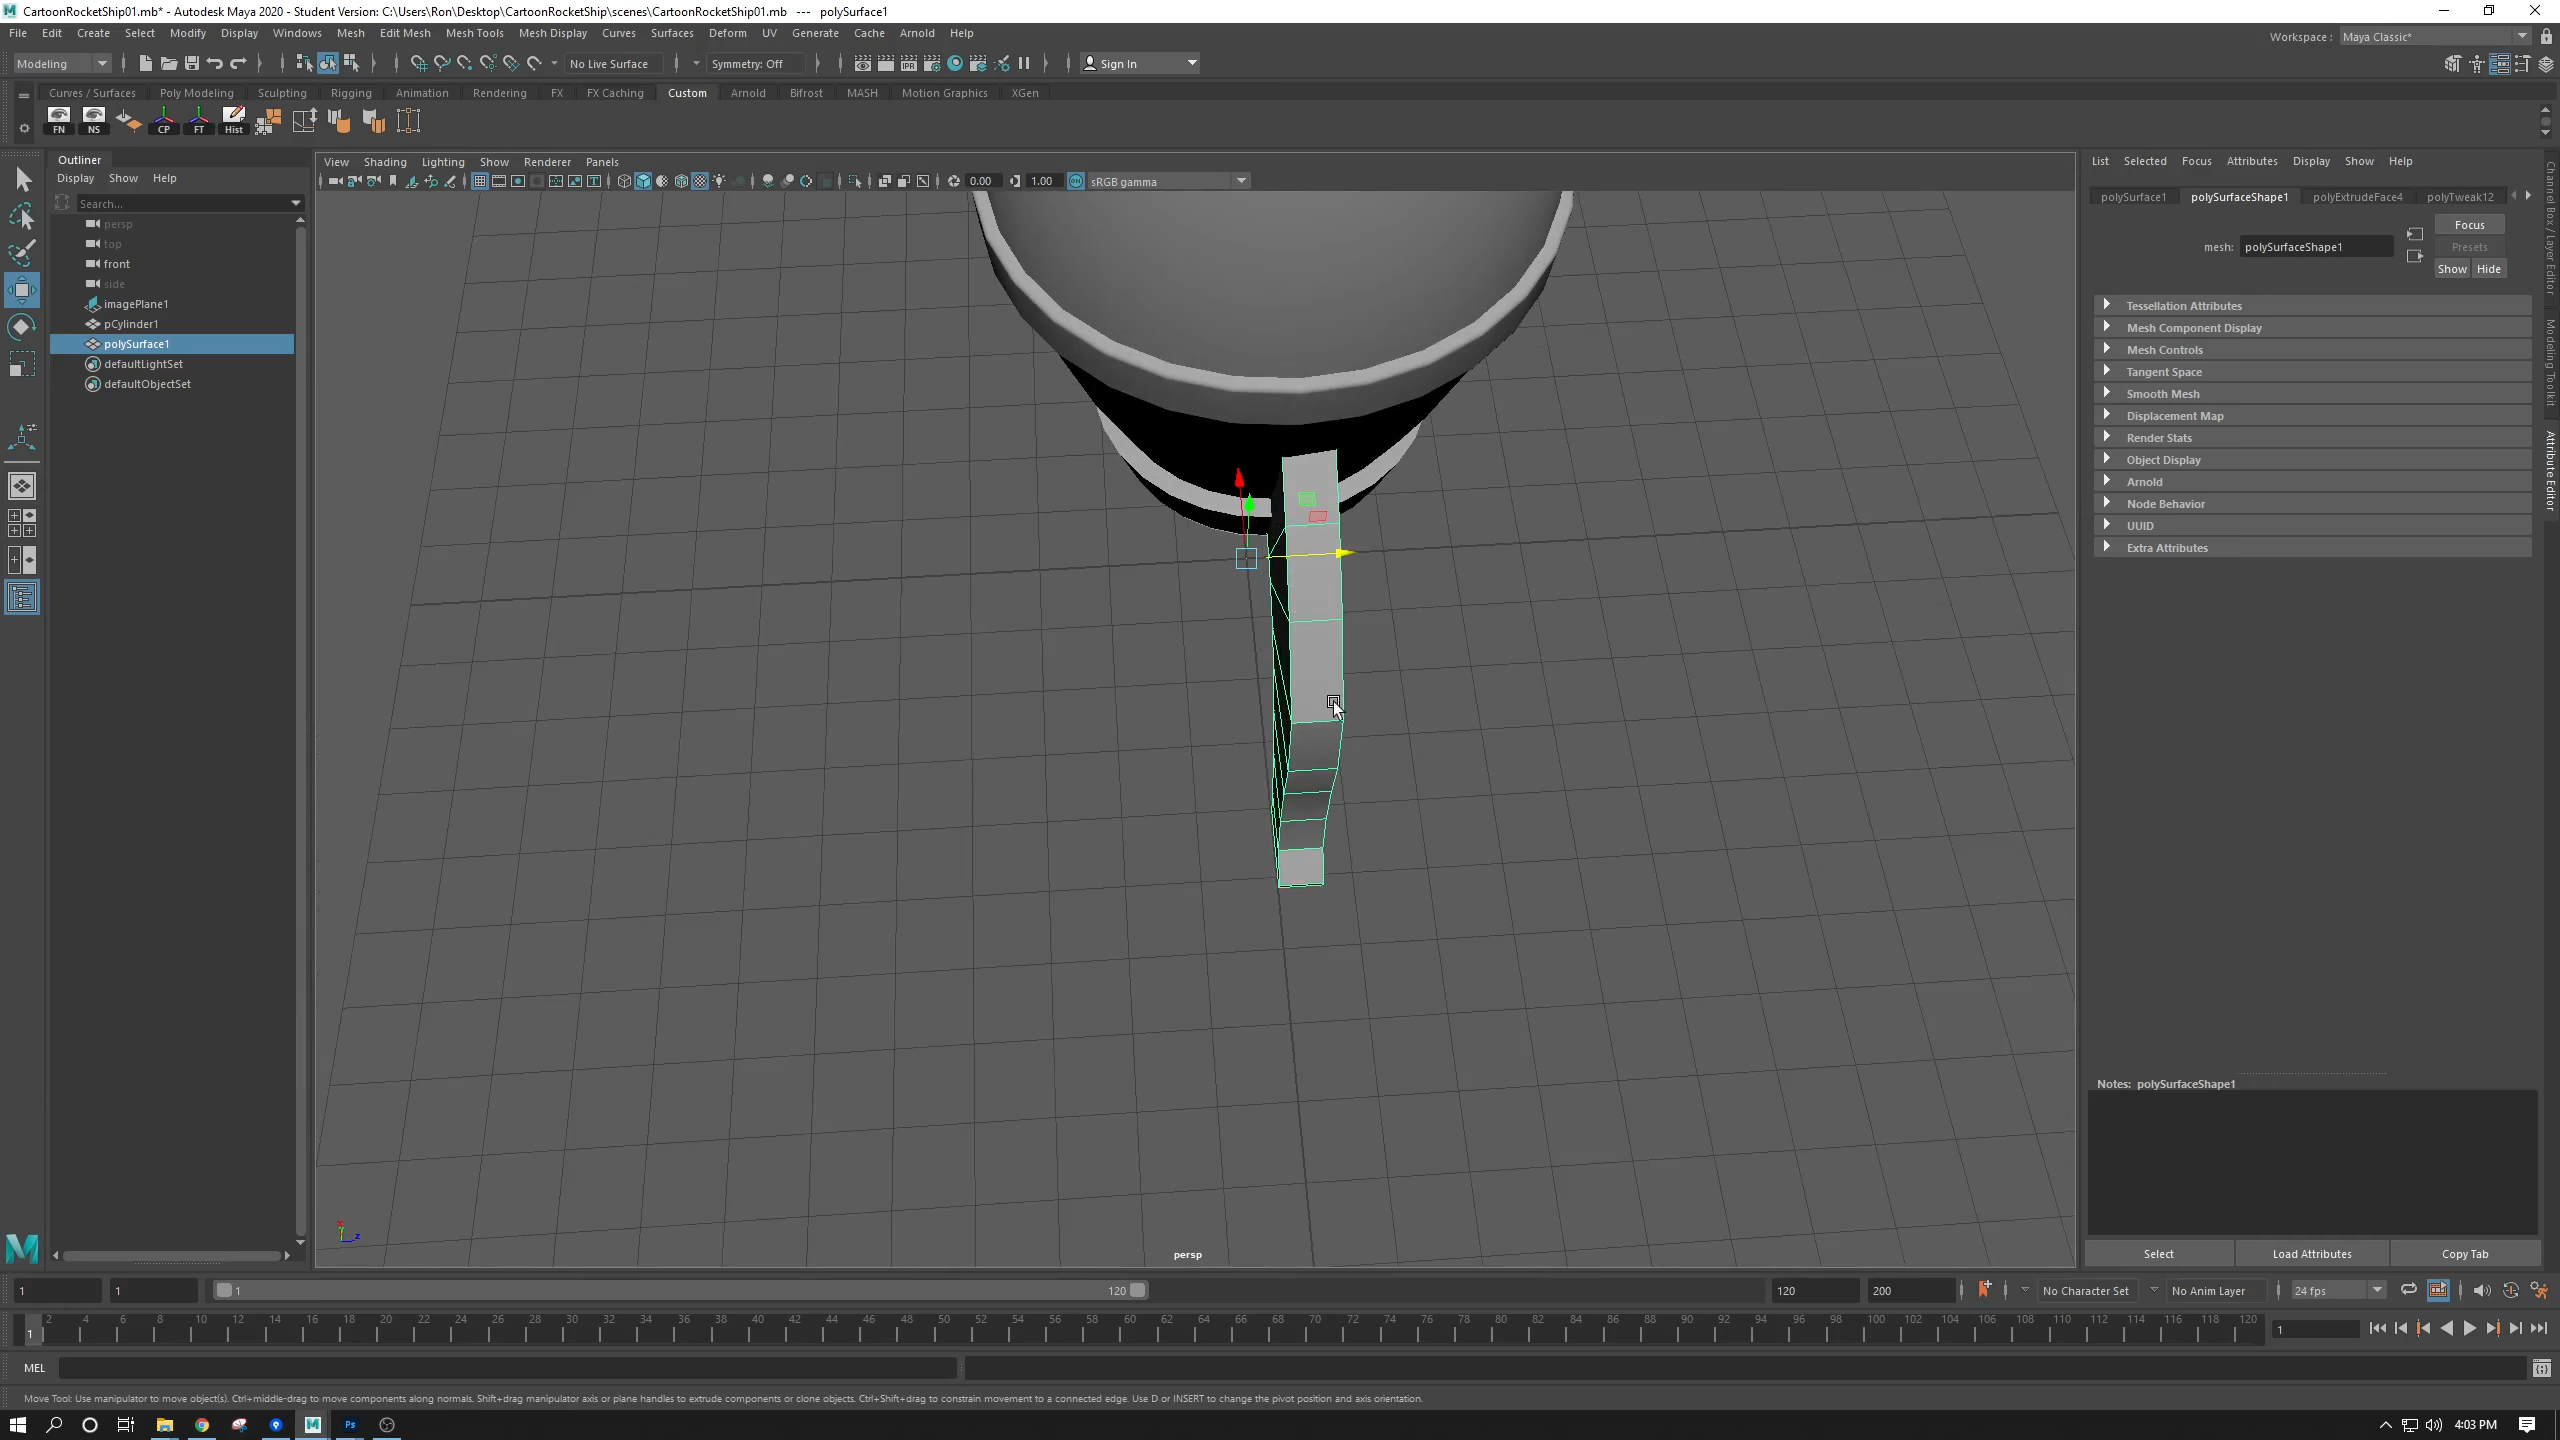 CartoonRocketShip01.mb* - Autodesk Maya 2020 - Student Version: C:\Users\Ron\Desktop\CartoonRocketShip\scenes\CartoonRocketShip01.mb --- polySurface1
File Edit Create Select Modify Display Windows Mesh Edit Mesh Mesh Tools Mesh Display Curves Surfaces Deform UV Generate Cache Arnold Help
Workspace : Maya Classic*
Modeling No Live Surface Symmetry: Off Sign In
Curves / Surfaces Poly Modeling Sculpting Rigging Animation Rendering FX FX Caching Custom Arnold Bifrost MASH Motion Graphics XGen
FN NS CP FT Hist
Outliner
Display Show Help
Search...
persp
top
front
side
imagePlane1
pCylinder1
polySurface1
defaultLightSet
defaultObjectSet
View Shading Lighting Show Renderer Panels
0.00 1.00 sRGB gamma
persp
List Selected Focus Attributes Display Show Help
polySurface1 polySurfaceShape1 polyExtrudeFace4 polyTweak12
Focus
mesh: polySurfaceShape1
Presets
Show Hide
Tessellation Attributes
Mesh Component Display
Mesh Controls
Tangent Space
Smooth Mesh
Displacement Map
Render Stats
Object Display
Arnold
Node Behavior
UUID
Extra Attributes
Notes: polySurfaceShape1
Select Load Attributes Copy Tab
Channel Box / Layer Editor
Modeling Toolkit
Attribute Editor
1 1 1 120 120 200 No Character Set No Anim Layer 24 fps
1 2 4 6 8 10 12 14 16 18 20 22 24 26 28 30 32 34 36 38 40 42 44 46 48 50 52 54 56 58 60 62 64 66 68 70 72 74 76 78 80 82 84 86 88 90 92 94 96 98 100 102 104 106 108 110 112 114 116 118 120 1
MEL
Move Tool: Use manipulator to move object(s). Ctrl+middle-drag to move components along normals. Shift+drag manipulator axis or plane handles to extrude components or clone objects. Ctrl+Shift+drag to constrain movement to a connected edge. Use D or INSERT to change the pivot position and axis orientation.
4:03 PM